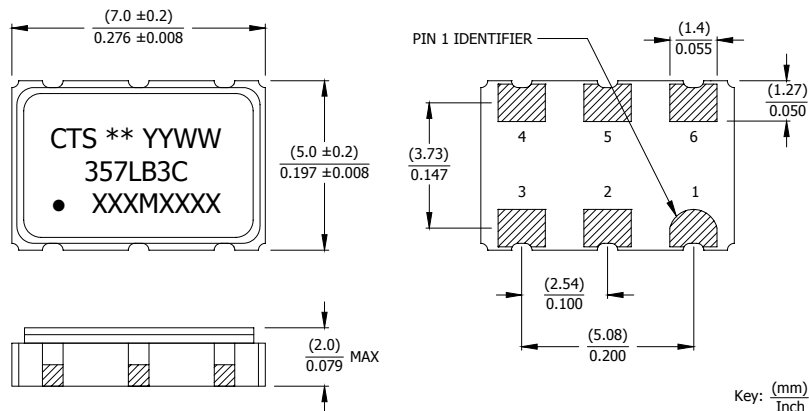 (7.0 ±0.2)
0.276 ±0.008
CTS ** YYWW
357LB3C
● XXXMXXXX
(5.0 ±0.2)
0.197 ±0.008
(2.0)
0.079 MAX
PIN 1 IDENTIFIER
(1.4)
0.055
(1.27)
0.050
4 5 6
(3.73)
0.147
3 2 1
(2.54)
0.100
(5.08)
0.200
Key: (mm)
Inch